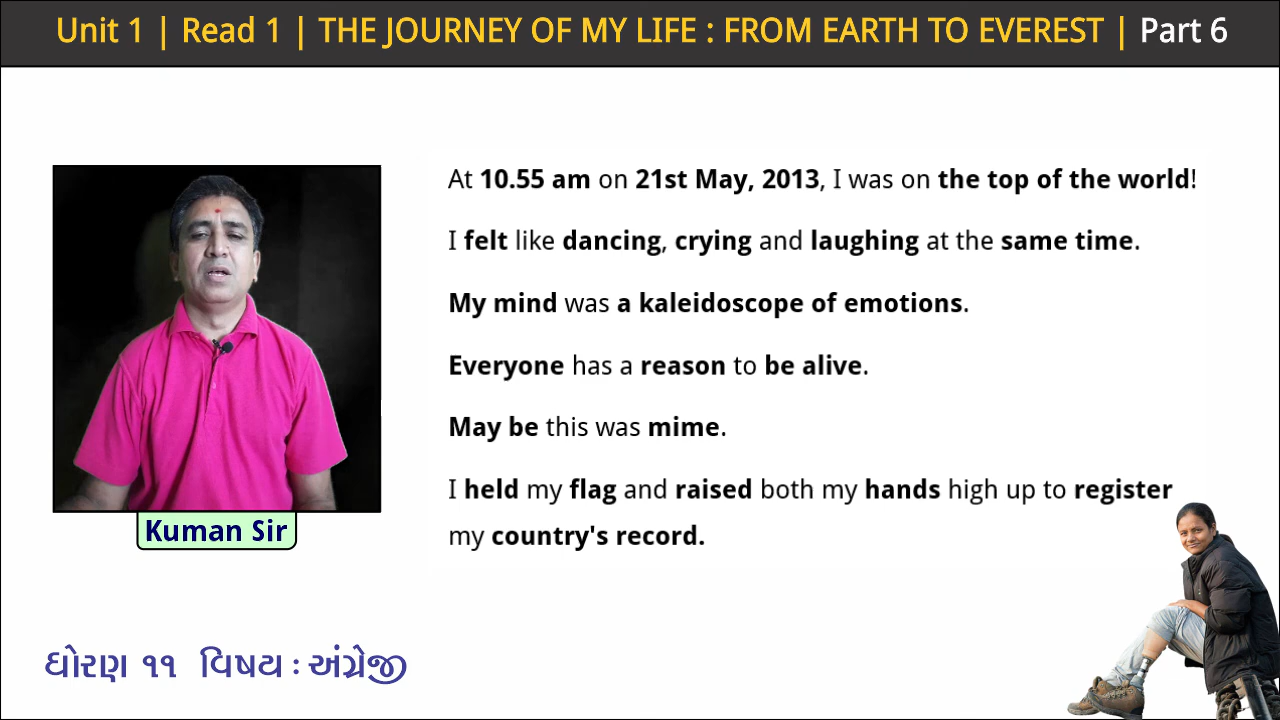 Unit 1 | Read 1 | THE JOURNEY OF MY LIFE : FROM EARTH TO EVEREST | Part 6
At 10.55 am on 21st May, 2013, I was on the top of the world!
I felt like dancing, crying and laughing at the same time.
My mind was a kaleidoscope of emotions.
Everyone has a reason to be alive.
May be this was mime.
I held my flag and raised both my hands high up to register
my country's record.
Kuman Sir
ધોરણ ૧૧ વિષય : અંગ્રેજી